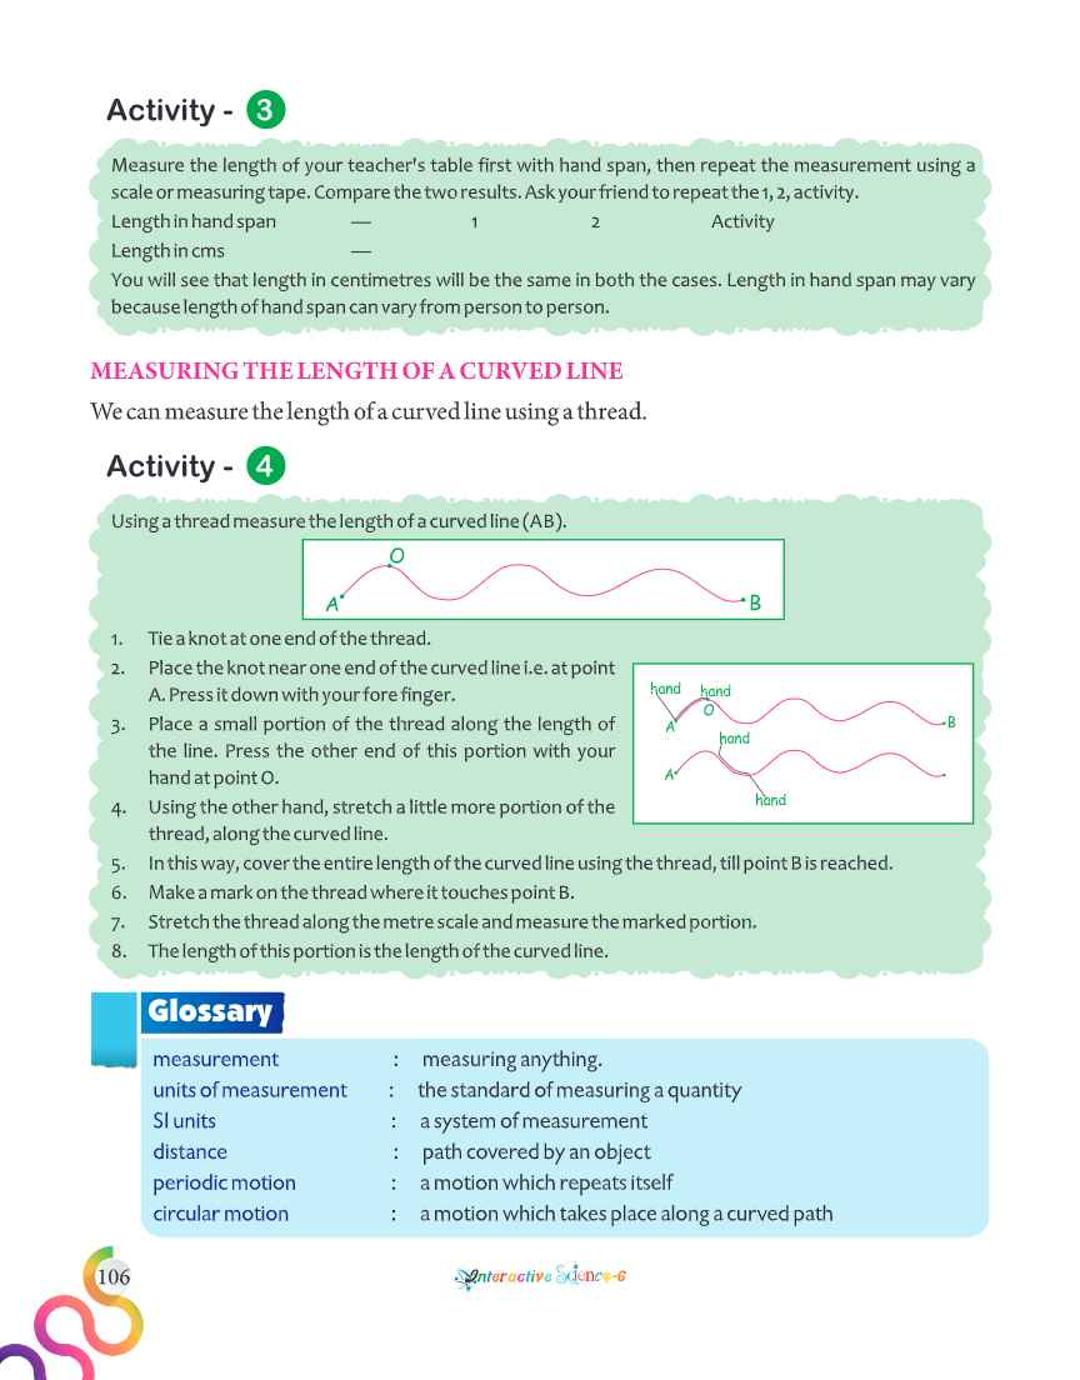 Activity - 3
Measure the length of your teacher's table first with hand span, then repeat the measurement using a
scale or measuring tape. Compare the two results. Ask your friend to repeat the 1, 2, activity.
Length in hand span — 1 2 Activity
Length in cms —
You will see that length in centimetres will be the same in both the cases. Length in hand span may vary
because length of hand span can vary from person to person.
MEASURING THE LENGTH OF A CURVED LINE
We can measure the length of a curved line using a thread.
Activity - 4
Using a thread measure the length of a curved line (AB).
O
A
B
1. Tie a knot at one end of the thread.
2. Place the knot near one end of the curved line i.e. at point
A. Press it down with your fore finger.
3. Place a small portion of the thread along the length of
the line. Press the other end of this portion with your
hand at point O.
4. Using the other hand, stretch a little more portion of the
thread, along the curved line.
hand hand
O
A
B
hand
A
hand
5. In this way, cover the entire length of the curved line using the thread, till point B is reached.
6. Make a mark on the thread where it touches point B.
7. Stretch the thread along the metre scale and measure the marked portion.
8. The length of this portion is the length of the curved line.
Glossary
measurement : measuring anything.
units of measurement : the standard of measuring a quantity
SI units : a system of measurement
distance : path covered by an object
periodic motion : a motion which repeats itself
circular motion : a motion which takes place along a curved path
106
Interactive Science-6